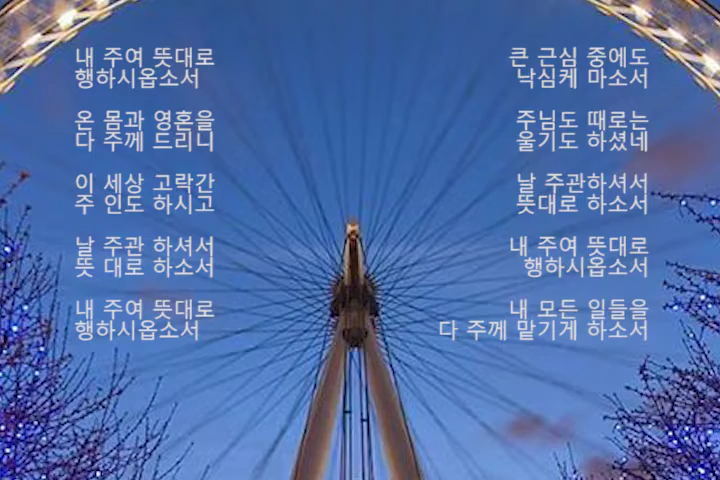 내 주여 뜻대로
행하시옵소서
온 몸과 영혼을
다 주께 드리니
이 세상 고락간
주 인도 하시고
날 주관 하셔서
뜻 대로 하소서
내 주여 뜻대로
행하시옵소서
큰 근심 중에도
낙심케 마소서
주님도 때로는
울기도 하셨네
날 주관하셔서
뜻대로 하소서
내 주여 뜻대로
행하시옵소서
내 모든 일들을
다 주께 맡기게 하소서